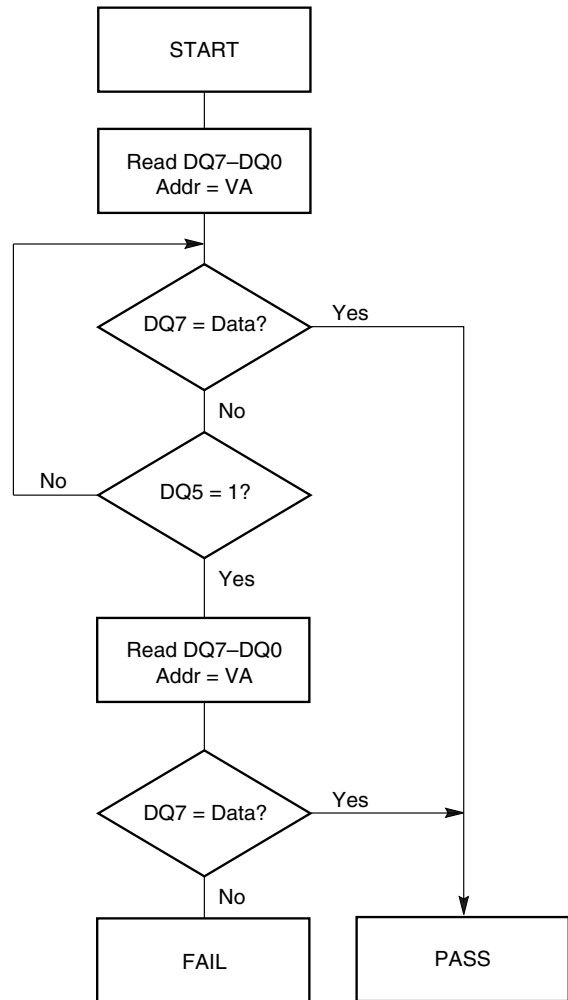 START
Read DQ7–DQ0
Addr = VA
DQ7 = Data?
Yes
No
No
DQ5 = 1?
Yes
Read DQ7–DQ0
Addr = VA
DQ7 = Data?
Yes
No
FAIL
PASS